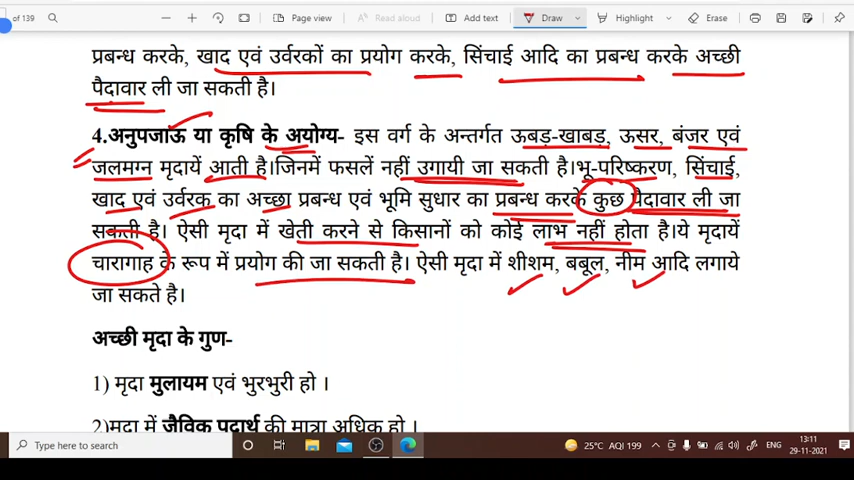 of 139
Page view
Read aloud
Add text
Draw
Highlight
Erase
प्रबन्ध करके, खाद एवं उर्वरकों का प्रयोग करके, सिंचाई आदि का प्रबन्ध करके अच्छी
पैदावार ली जा सकती है।
4.अनुपजाऊ या कृषि के अयोग्य- इस वर्ग के अन्तर्गत ऊबड़-खाबड़, ऊसर, बंजर एवं
जलमग्न मृदायें आती है।जिनमें फसलें नहीं उगायी जा सकती है।भू-परिष्करण, सिंचाई,
खाद एवं उर्वरक का अच्छा प्रबन्ध एवं भूमि सुधार का प्रबन्ध करके कुछ पैदावार ली जा
सकती है। ऐसी मृदा में खेती करने से किसानों को कोई लाभ नहीं होता है।ये मृदायें
चारागाह के रूप में प्रयोग की जा सकती है। ऐसी मृदा में शीशम, बबूल, नीम आदि लगाये
जा सकते है।
अच्छी मृदा के गुण-
1) मृदा मुलायम एवं भुरभुरी हो ।
2)मृदा में जैविक पदार्थ की मात्रा अधिक हो ।
Type here to search
25°C AQI 199
ENG
13:11
29-11-2021